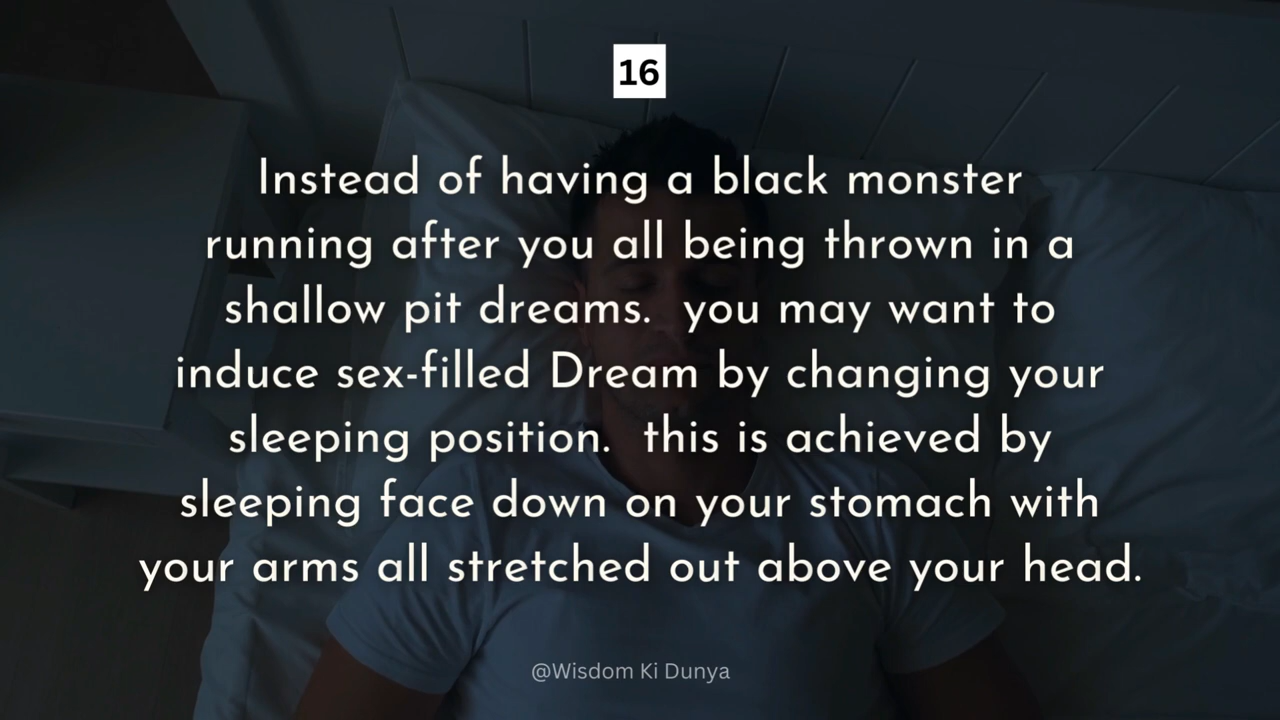 16
Instead of having a black monster
running after you all being thrown in a
shallow pit dreams.  you may want to
induce sex-filled Dream by changing your
sleeping position.  this is achieved by
sleeping face down on your stomach with
your arms all stretched out above your head.
@Wisdom Ki Dunya